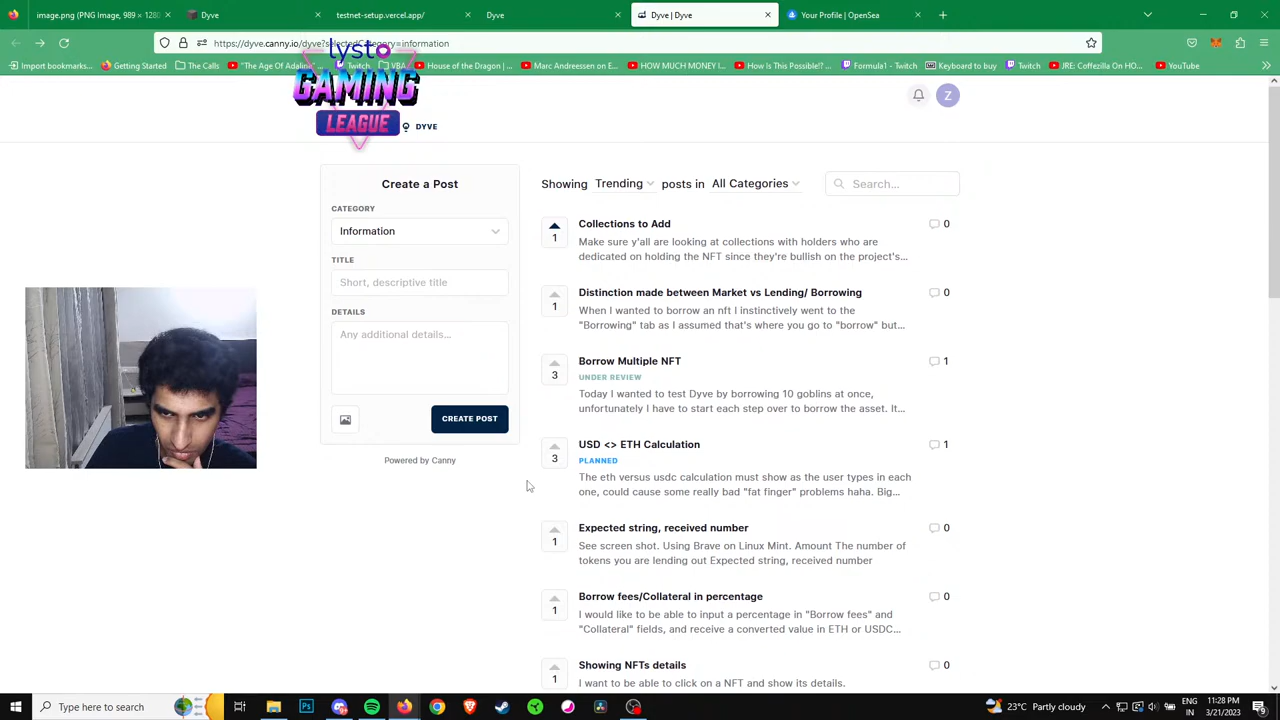 image.png (PNG Image, 989 × 1280
Dyve
testnet-setup.vercel.app/
Dyve
Dyve | Dyve
Your Profile | OpenSea
https://dyve.canny.io/dyve?selectedCategory=information
Import bookmarks...
Getting Started
The Calls
"The Age Of Adaline
Twitch
VBA
House of the Dragon | ...
Marc Andreessen on E...
HOW MUCH MONEY I...
How Is This Possible!? ...
Formula1 - Twitch
Keyboard to buy
Twitch
JRE: Coffezilla On HO...
YouTube
lysto
GAMING
LEAGUE
DYVE
Z
Create a Post
CATEGORY
Information
TITLE
Short, descriptive title
DETAILS
Any additional details...
CREATE POST
Powered by Canny
Showing Trending posts in All Categories
Search...
Collections to Add
0
1
Make sure y'all are looking at collections with holders who are
dedicated on holding the NFT since they're bullish on the project's...
Distinction made between Market vs Lending/ Borrowing
0
1
When I wanted to borrow an nft I instinctively went to the
"Borrowing" tab as I assumed that's where you go to "borrow" but...
Borrow Multiple NFT
1
3
UNDER REVIEW
Today I wanted to test Dyve by borrowing 10 goblins at once,
unfortunately I have to start each step over to borrow the asset. It...
USD <> ETH Calculation
1
3
PLANNED
The eth versus usdc calculation must show as the user types in each
one, could cause some really bad "fat finger" problems haha. Big...
Expected string, received number
0
1
See screen shot. Using Brave on Linux Mint. Amount The number of
tokens you are lending out Expected string, received number
Borrow fees/Collateral in percentage
0
1
I would like to be able to input a percentage in "Borrow fees" and
"Collateral" fields, and receive a converted value in ETH or USDC...
Showing NFTs details
0
1
I want to be able to click on a NFT and show its details.
Type here to search
23°C Partly cloudy
ENG
IN
11:28 PM
3/21/2023